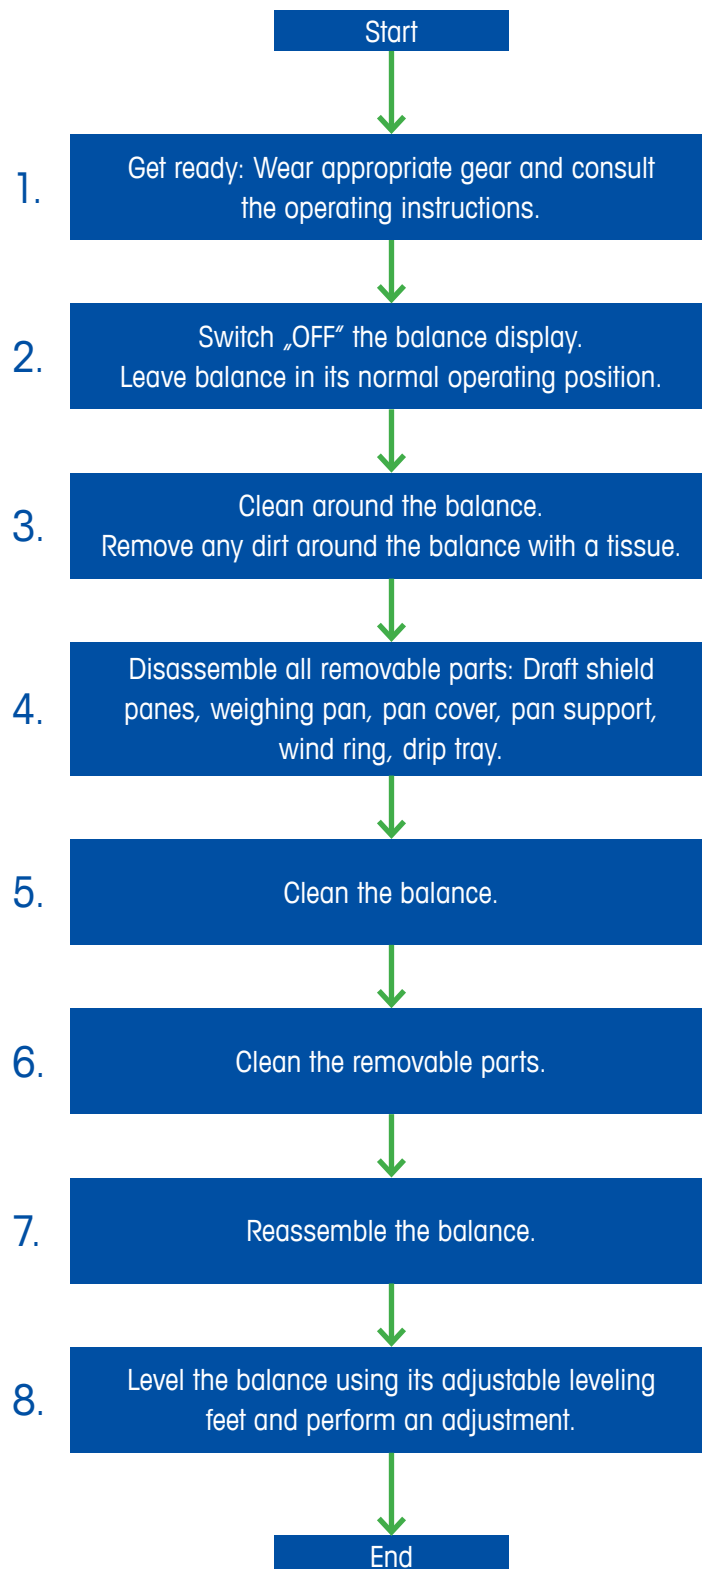 Start
1.
Get ready: Wear appropriate gear and consult
the operating instructions.
2.
Switch „OFF“ the balance display.
Leave balance in its normal operating position.
3.
Clean around the balance.
Remove any dirt around the balance with a tissue.
4.
Disassemble all removable parts: Draft shield
panes, weighing pan, pan cover, pan support,
wind ring, drip tray.
5.
Clean the balance.
6.
Clean the removable parts.
7.
Reassemble the balance.
8.
Level the balance using its adjustable leveling
feet and perform an adjustment.
End